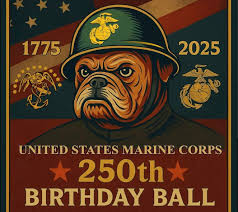 1775 2025
UNITED STATES MARINE CORPS
250th
BIRTHDAY BALL